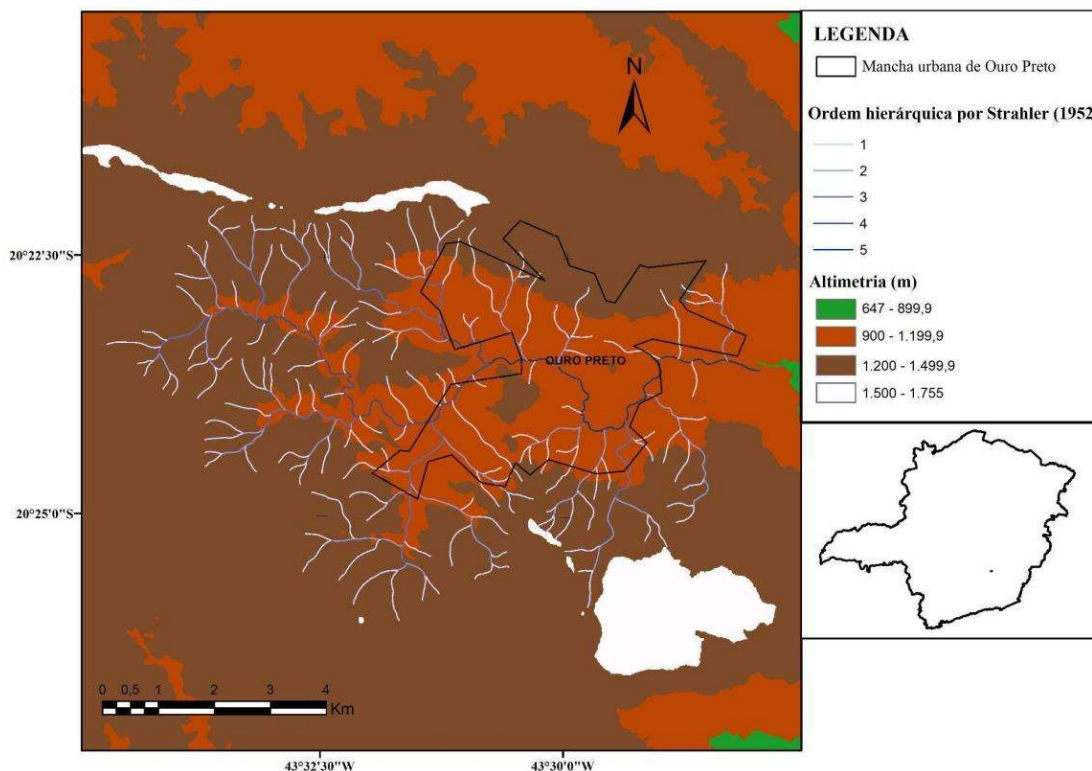 LEGENDA
Mancha urbana de Ouro Preto
Ordem hierárquica por Strahler (1952
1
2
3
4
5
Altimetria (m)
647 - 899,9
900 - 1.199,9
1.200 - 1.499,9
1.500 - 1.755
N
20°22'30"S
OURO PRETO
20°25'0"S
0 0,5 1 2 3 4
Km
43°32'30"W 43°30'0"W